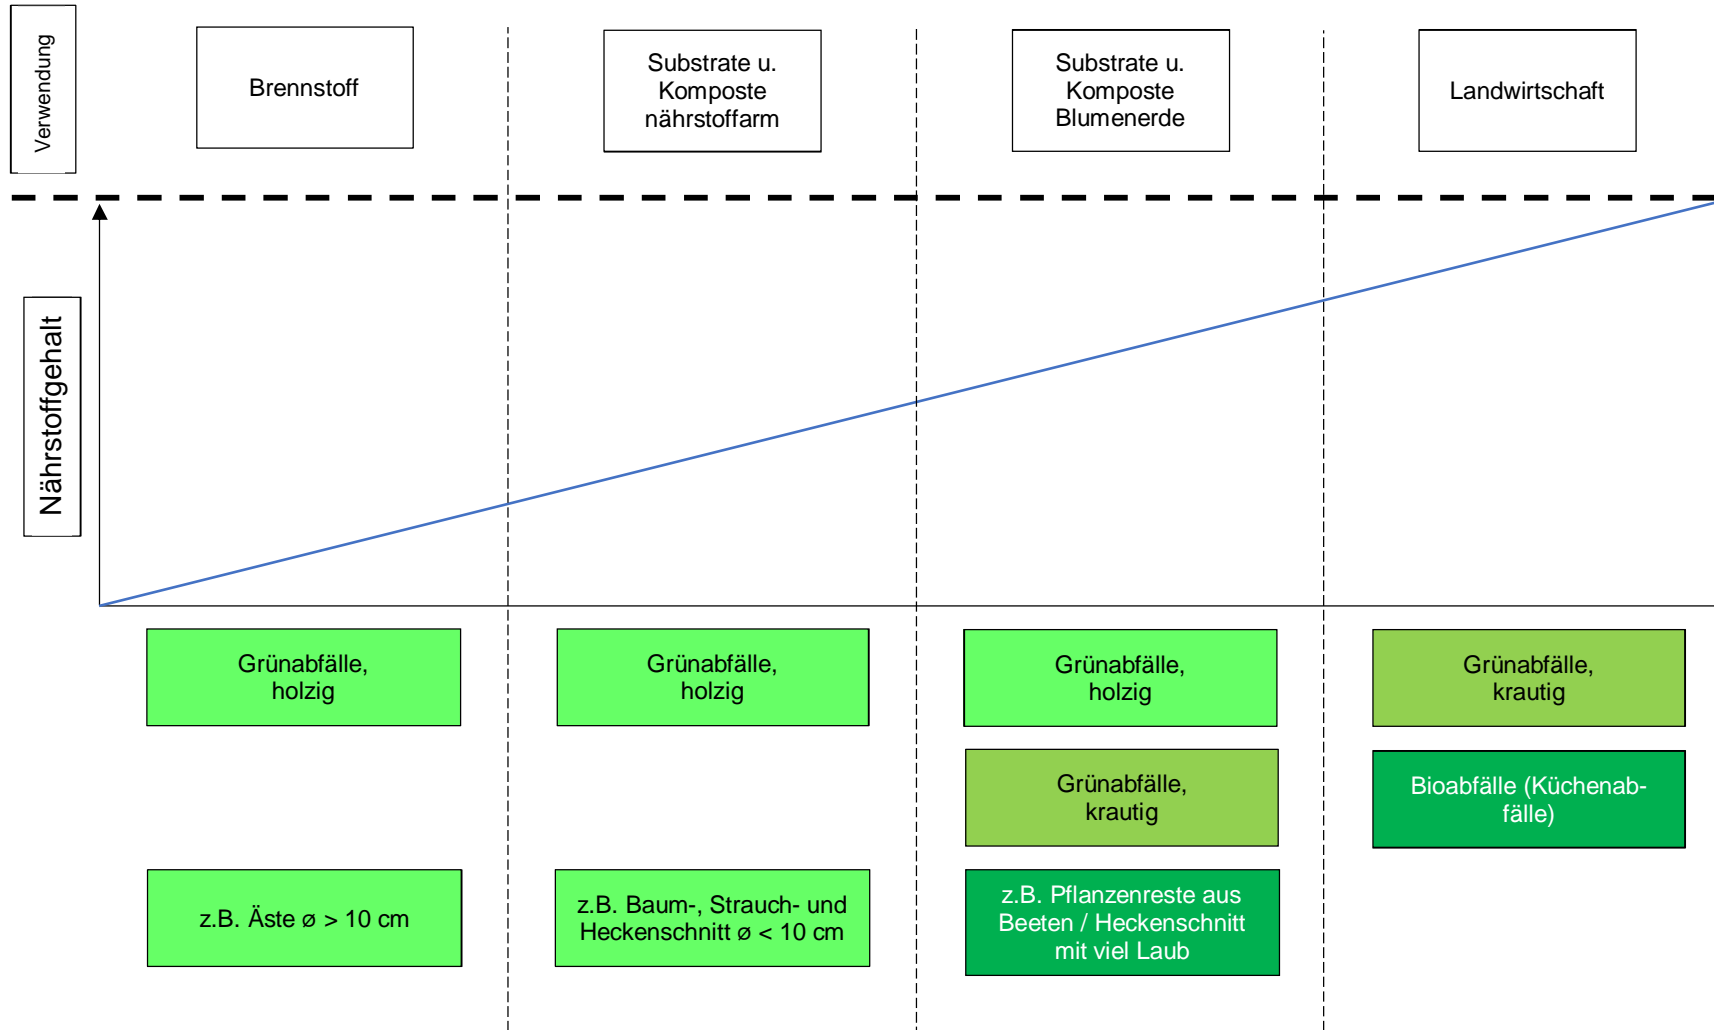 Verwendung
Brennstoff
Substrate u.
Komposte
nährstoffarm
Substrate u.
Komposte
Blumenerde
Landwirtschaft
Nährstoffgehalt
Grünabfälle,
holzig
Grünabfälle,
holzig
Grünabfälle,
holzig
Grünabfälle,
krautig
Grünabfälle,
krautig
Bioabfälle (Küchenab-
fälle)
z.B. Äste ø > 10 cm
z.B. Baum-, Strauch- und
Heckenschnitt ø < 10 cm
z.B. Pflanzenreste aus
Beeten / Heckenschnitt
mit viel Laub